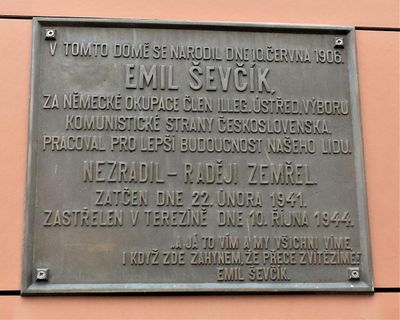 V TOMTO DOMĚ SE NARODIL DNE 10. ČERVNA 1906.
EMIL ŠEVČÍK,
ZA NĚMECKÉ OKUPACE ČLEN ILLEG. ÚSTŘED. VÝBORU
KOMUNISTICKÉ STRANY ČESKOSLOVENSKA.
PRACOVAL PRO LEPŠÍ BUDOUCNOST NAŠEHO LIDU.
NEZRADIL - RADĚJI ZEMŘEL.
ZATČEN DNE 22. ÚNORA 1941.
ZASTŘELEN V TEREZÍNĚ DNE 10. ŘÍJNA 1944.
..A JÁ TO VÍM A MY VŠICHNI VÍME,
I KDYŽ ZDE ZAHYNEM, ŽE PŘECE ZVÍTĚZÍME!
EMIL ŠEVČÍK.